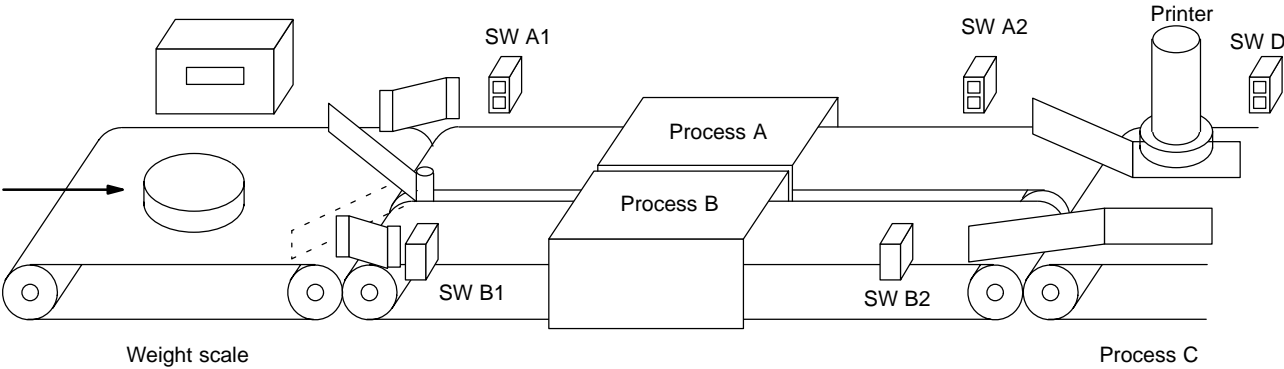 Printer
SW A1
SW A2
SW D
Process A
Process B
SW B1
SW B2
Weight scale
Process C